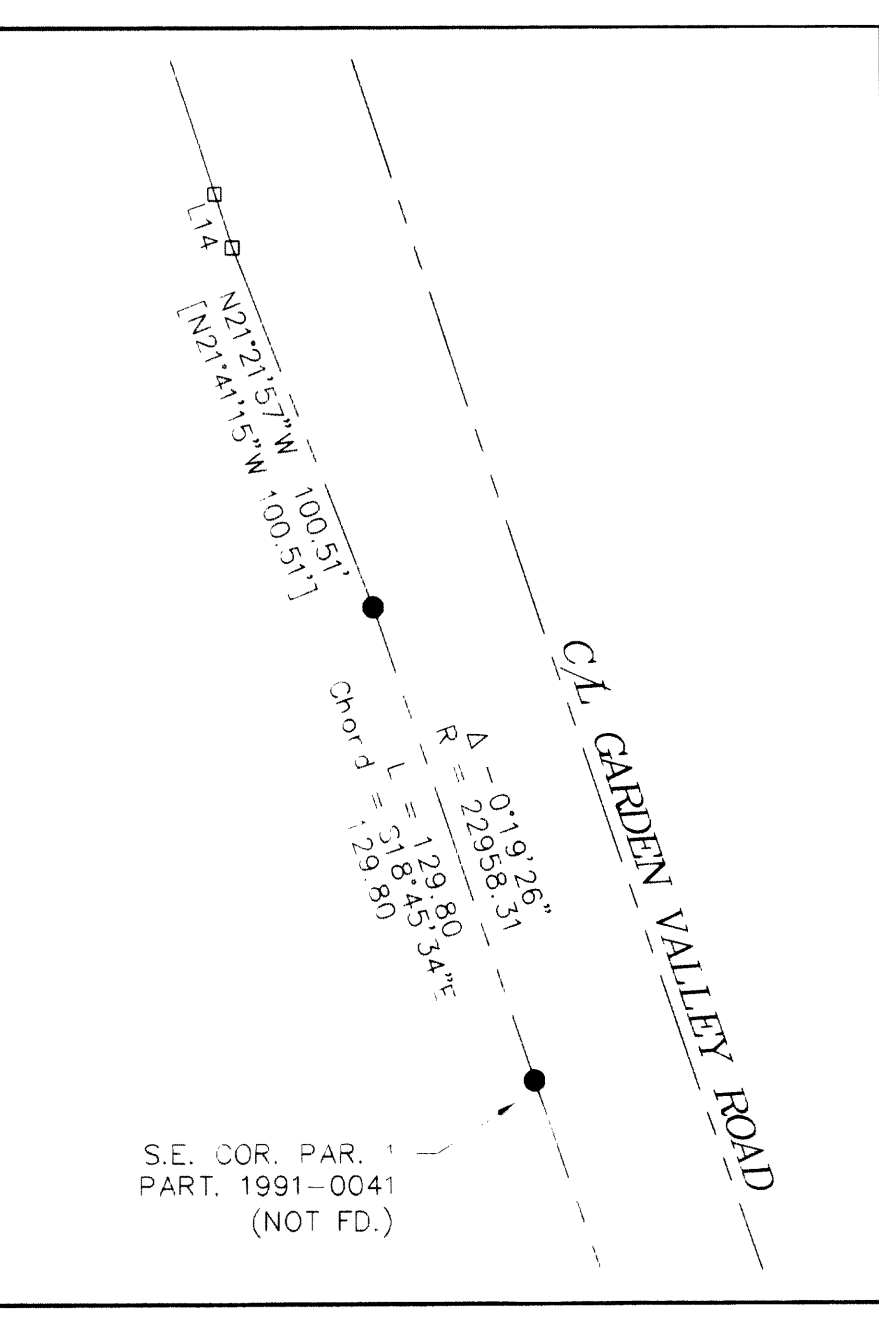 L14
N21°21'57"W 100.51'
[N21°41'15"W 100.51']
C/L GARDEN VALLEY ROAD
Δ = 0°19'26"
R = 22958.31
L = 129.80
Chord = S18°45'34"E
129.80
S.E. COR. PAR. 1
PART. 1991-0041
(NOT FD.)